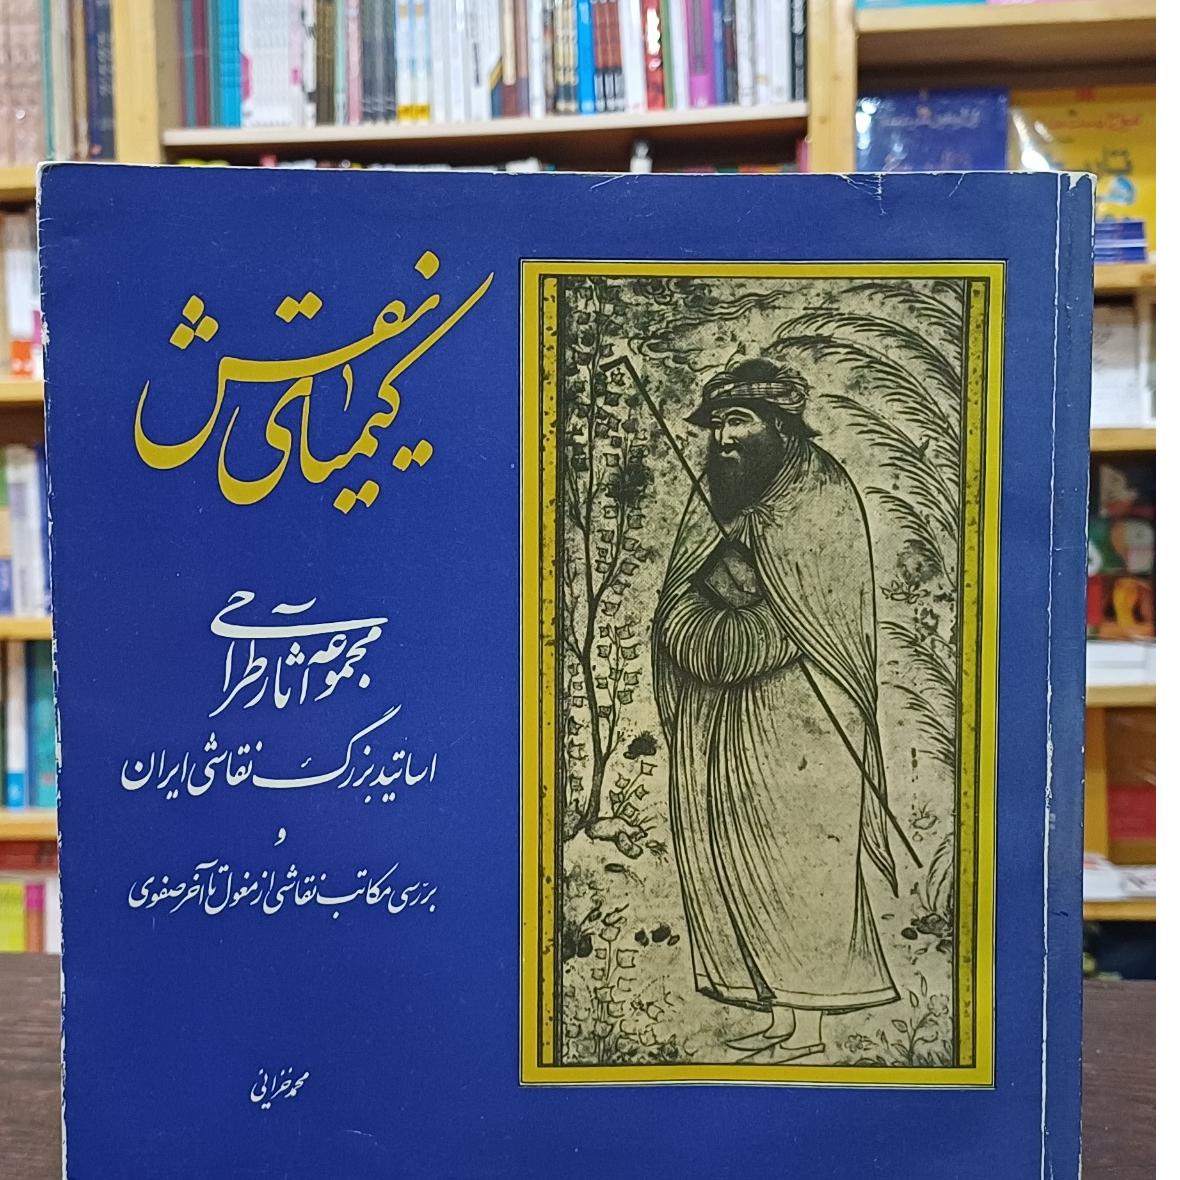 کیمیای نقش
مجموعه آثار طراحی
اساتید بزرگ نقاشی ایران
و
بررسی مکاتب نقاشی از مغول تا آخر صفوی
محمد خزائی